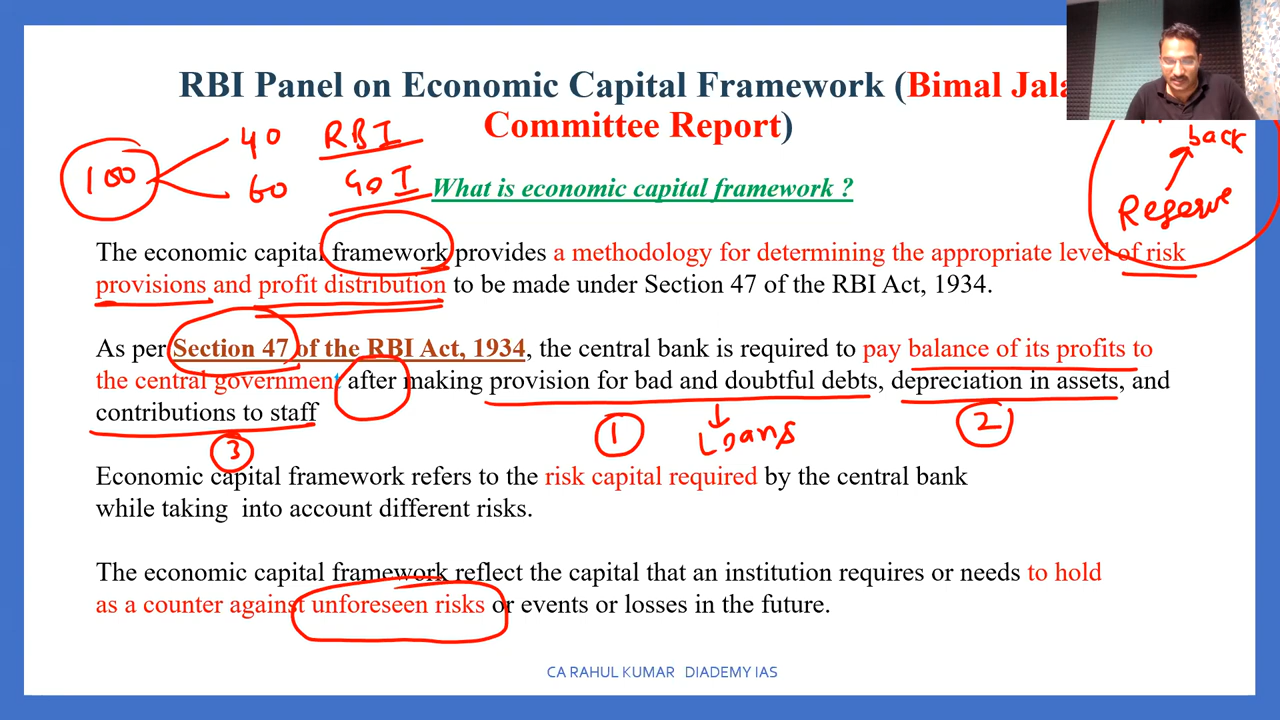 RBI Panel on Economic Capital Framework (Bimal Jala
Committee Report)
100
40 RBI
60 GOI
back
Reserve
What is economic capital framework ?
The economic capital framework provides a methodology for determining the appropriate level of risk
provisions and profit distribution to be made under Section 47 of the RBI Act, 1934.
As per Section 47 of the RBI Act, 1934, the central bank is required to pay balance of its profits to
the central government after making provision for bad and doubtful debts, depreciation in assets, and
contributions to staff
1
Loans
2
3
Economic capital framework refers to the risk capital required by the central bank
while taking into account different risks.
The economic capital framework reflect the capital that an institution requires or needs to hold
as a counter against unforeseen risks or events or losses in the future.
CA RAHUL KUMAR DIADEMY IAS